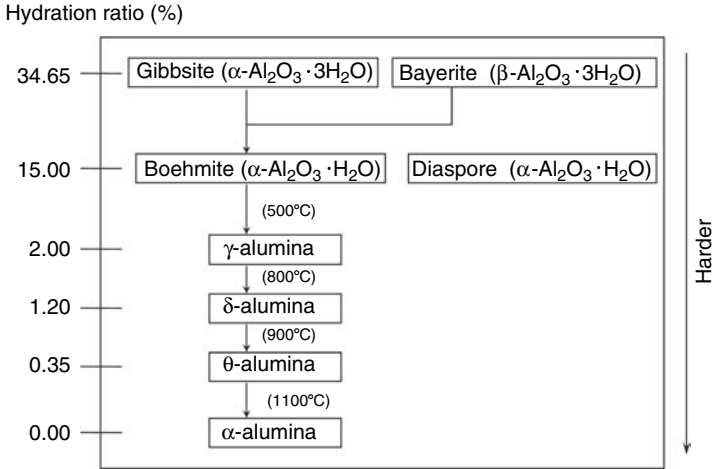 Hydration ratio (%)
34.65
Gibbsite (α-Al₂O₃·3H₂O)
Bayerite (β-Al₂O₃·3H₂O)
15.00
Boehmite (α-Al₂O₃·H₂O)
Diaspore (α-Al₂O₃·H₂O)
(500°C)
2.00
γ-alumina
(800°C)
1.20
δ-alumina
(900°C)
0.35
θ-alumina
(1100°C)
0.00
α-alumina
Harder